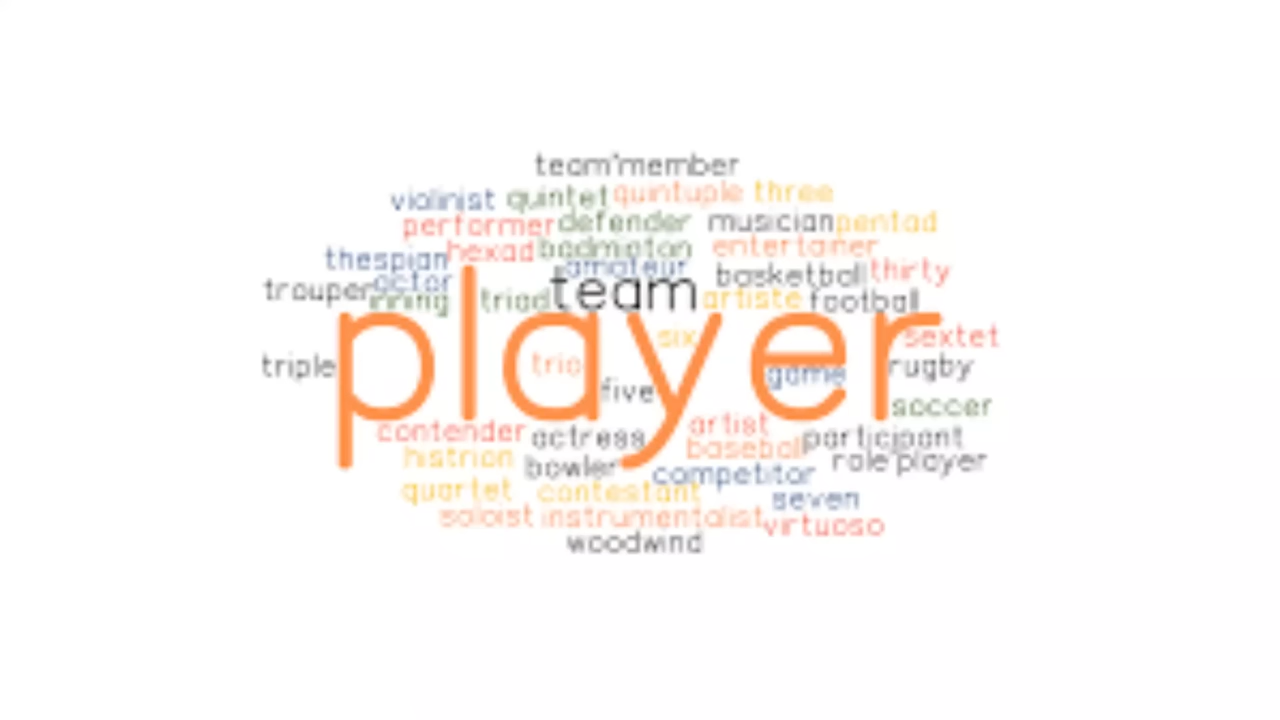 team'member
violinist quintet quintuple three
performer defender musician pentad
thespian hexad badminton entertainer
amateur basketball thirty
trouper actor team artiste football
inning triad
player
six sextet
triple trio game rugby
five soccer
contender actress artist participant
histrion bowler baseball role'player
competitor
quartet contestant seven
soloist instrumentalist virtuoso
woodwind